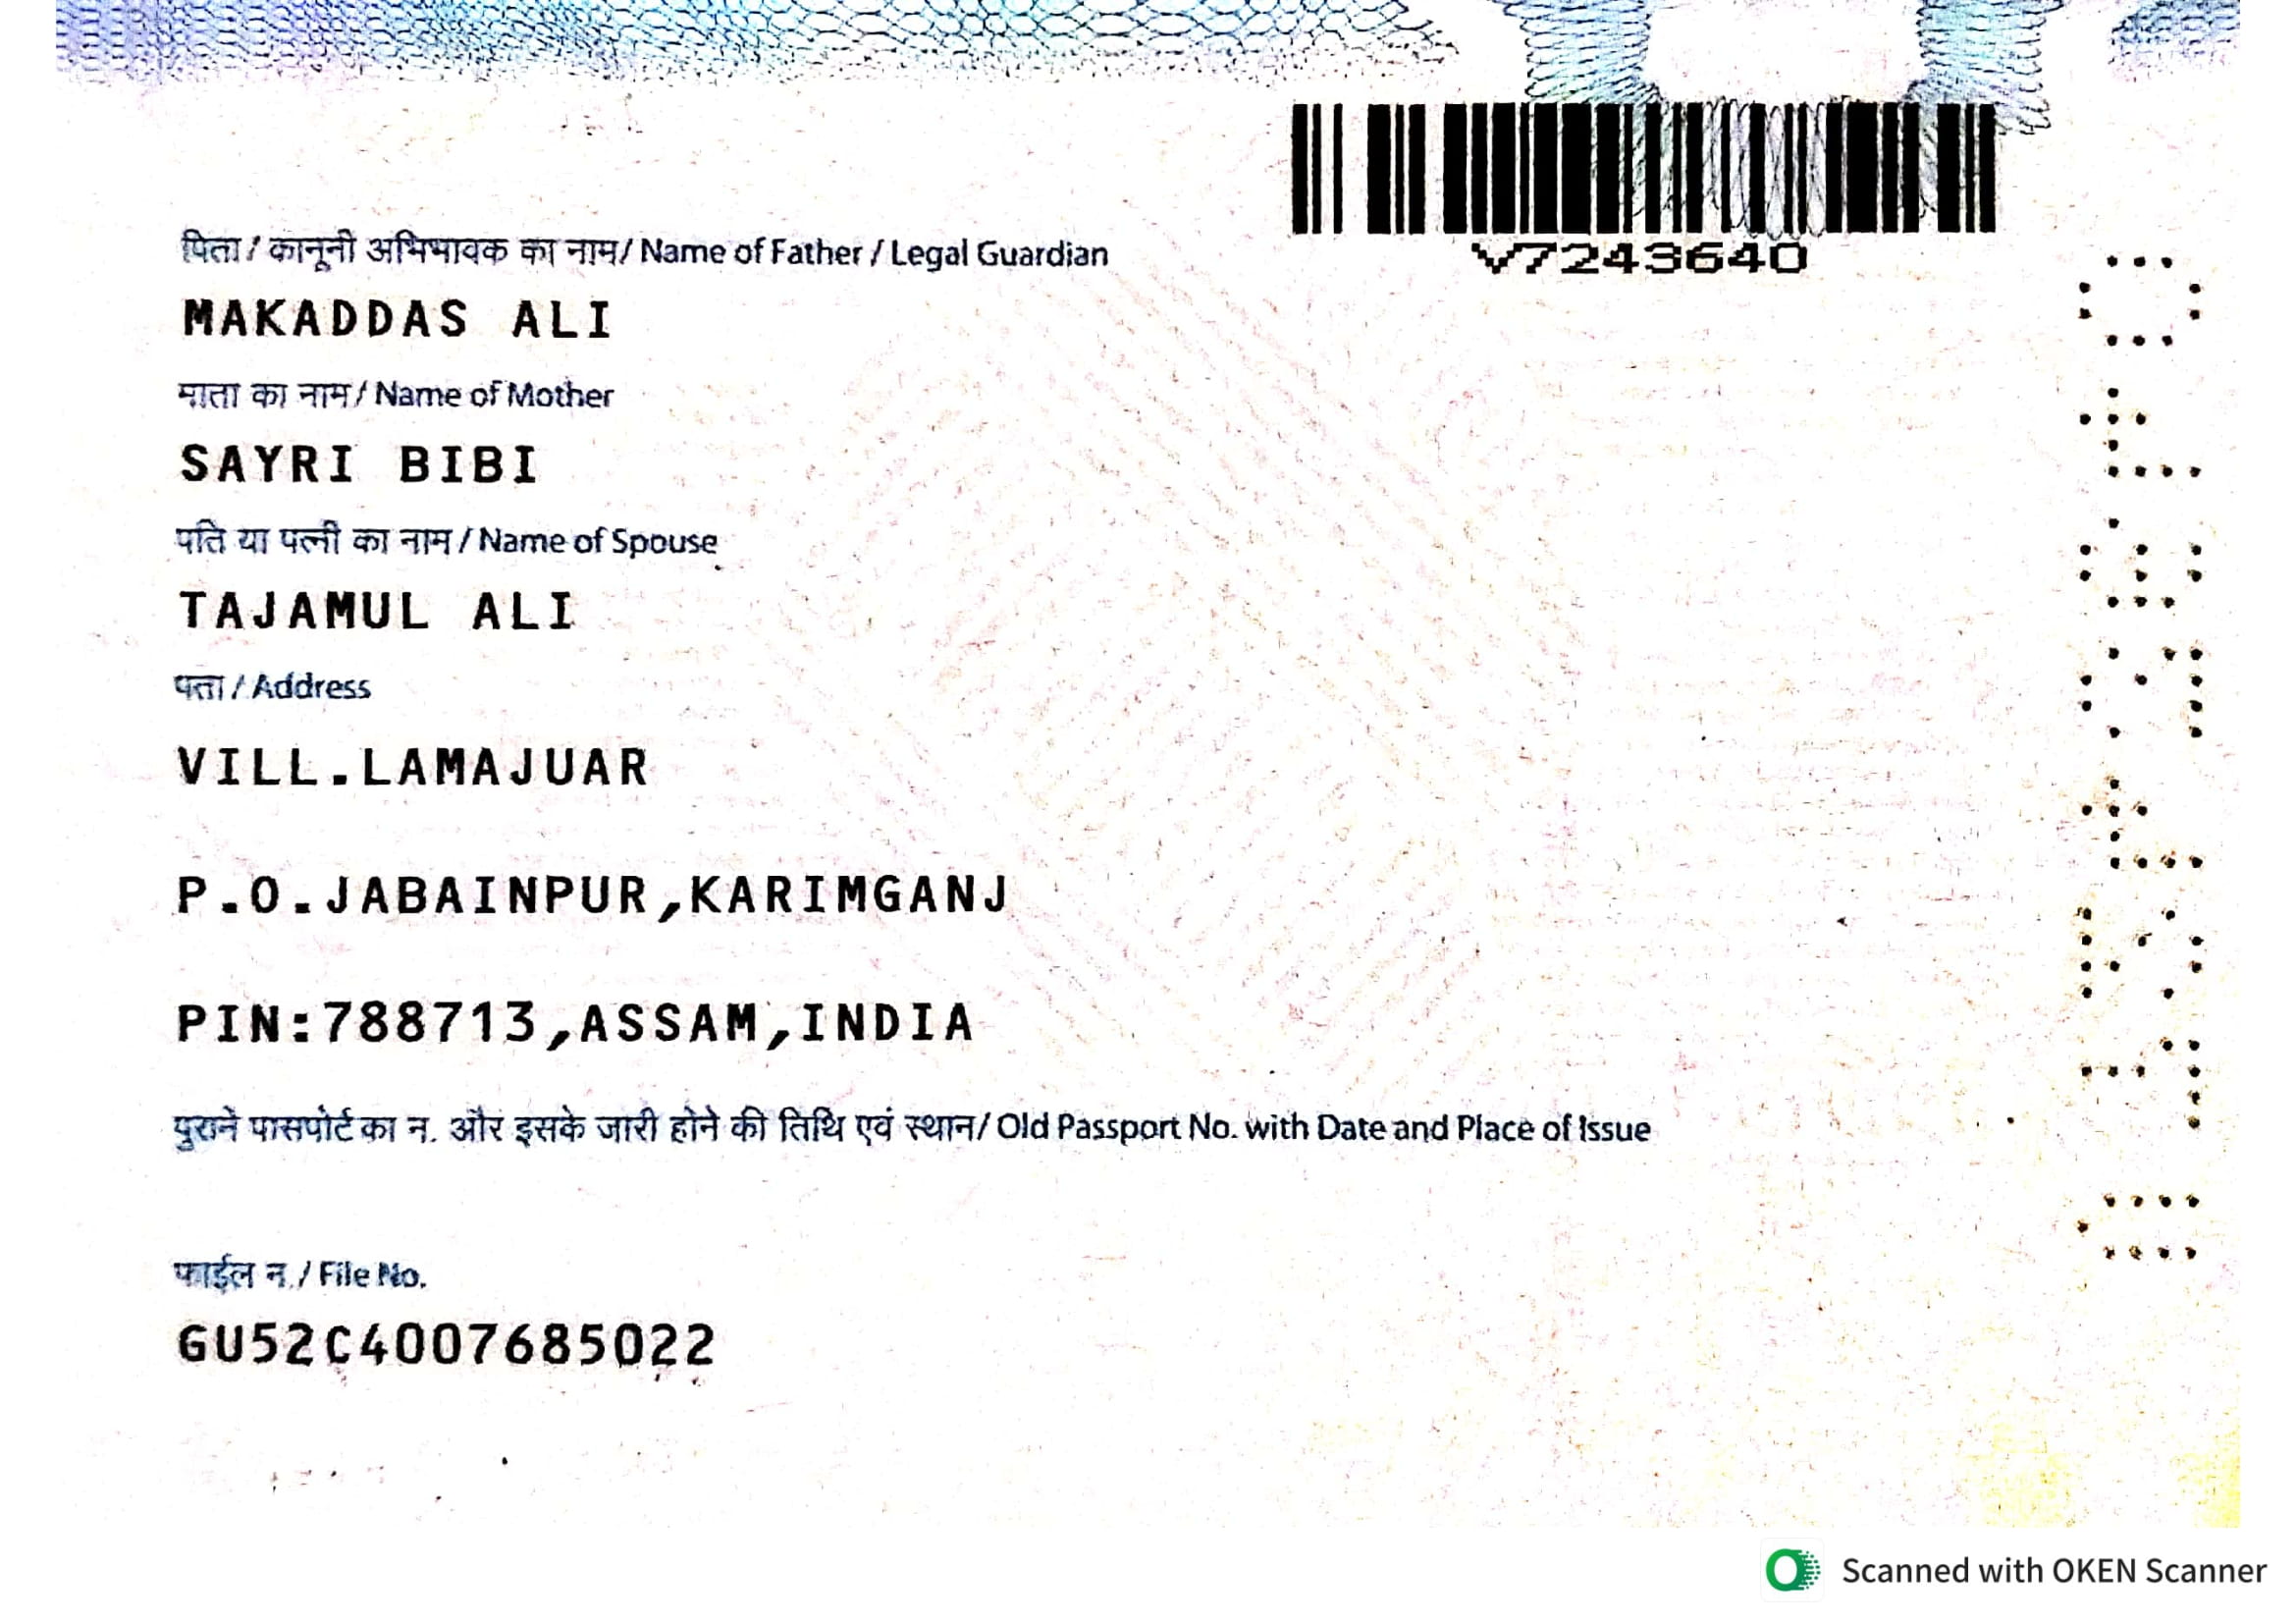 V7243640
पिता / कानूनी अभिभावक का नाम / Name of Father / Legal Guardian
MAKADDAS ALI
माता का नाम / Name of Mother
SAYRI BIBI
पति या पत्नी का नाम / Name of Spouse
TAJAMUL ALI
पता / Address
VILL.LAMAJUAR
P.O.JABAINPUR,KARIMGANJ
PIN:788713,ASSAM,INDIA
पुराने पासपोर्ट का न. और इसके जारी होने की तिथि एवं स्थान / Old Passport No. with Date and Place of Issue
फाईल न. / File No.
GU52C4007685022
Scanned with OKEN Scanner